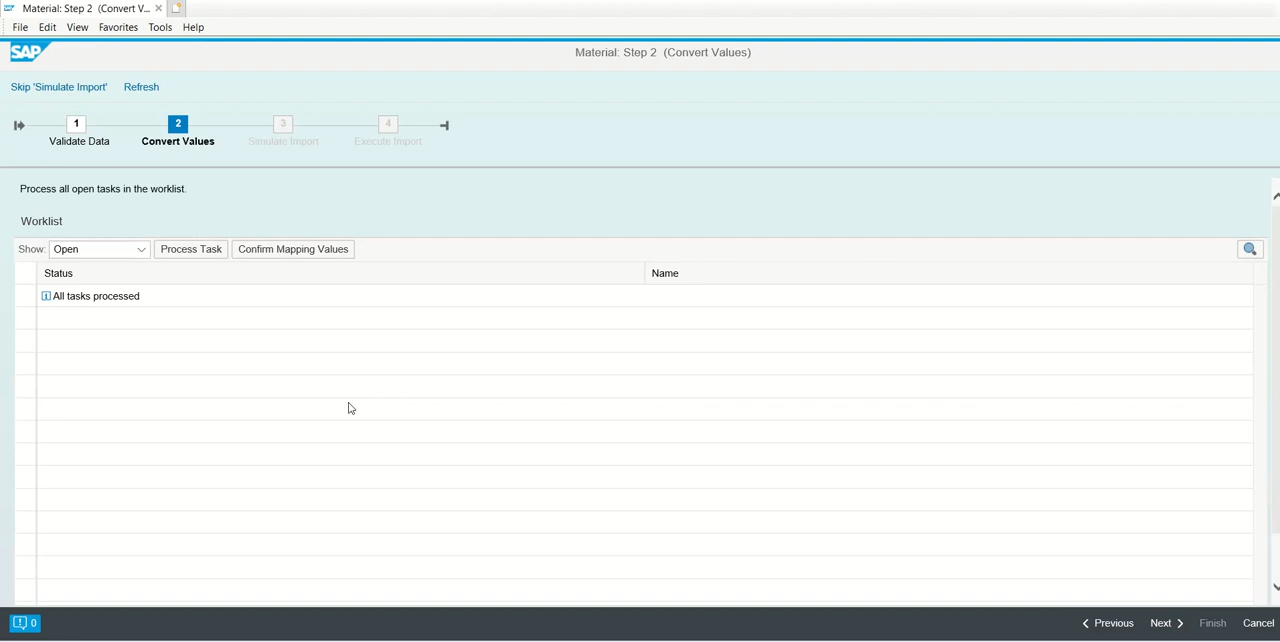 Material: Step 2 (Convert V...
File Edit View Favorites Tools Help
SAP
Material: Step 2 (Convert Values)
Skip 'Simulate Import' Refresh
1 2 3 4
Validate Data Convert Values Simulate Import Execute Import
Process all open tasks in the worklist.
Worklist
Show: Open Process Task Confirm Mapping Values
Status Name
All tasks processed
0 Previous Next Finish Cancel